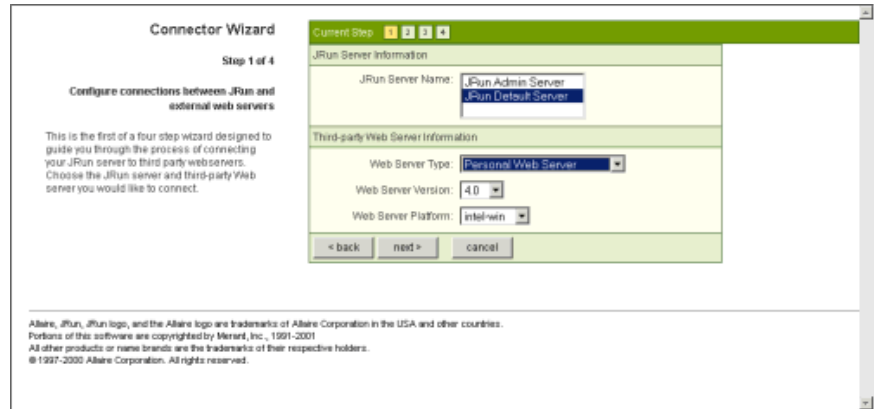 Connector Wizard
Step 1 of 4
Configure connections between JRun and
external web servers
This is the first of a four step wizard designed to
guide you through the process of connecting
your JRun server to third party webservers.
Choose the JRun server and third-party Web
server you would like to connect.
Current Step 1 2 3 4
JRun Server Information
JRun Server Name:
JRun Admin Server
JRun Default Server
Third-party Web Server Information
Web Server Type: Personal Web Server
Web Server Version: 4.0
Web Server Platform: intel-win
< back next > cancel
Allaire, JRun, JRun logo, and the Allaire logo are trademarks of Allaire Corporation in the USA and other countries.
Portions of this software are copyrighted by Merant, Inc., 1991-2001
All other products or name brands are the trademarks of their respective holders.
© 1997-2000 Allaire Corporation. All rights reserved.